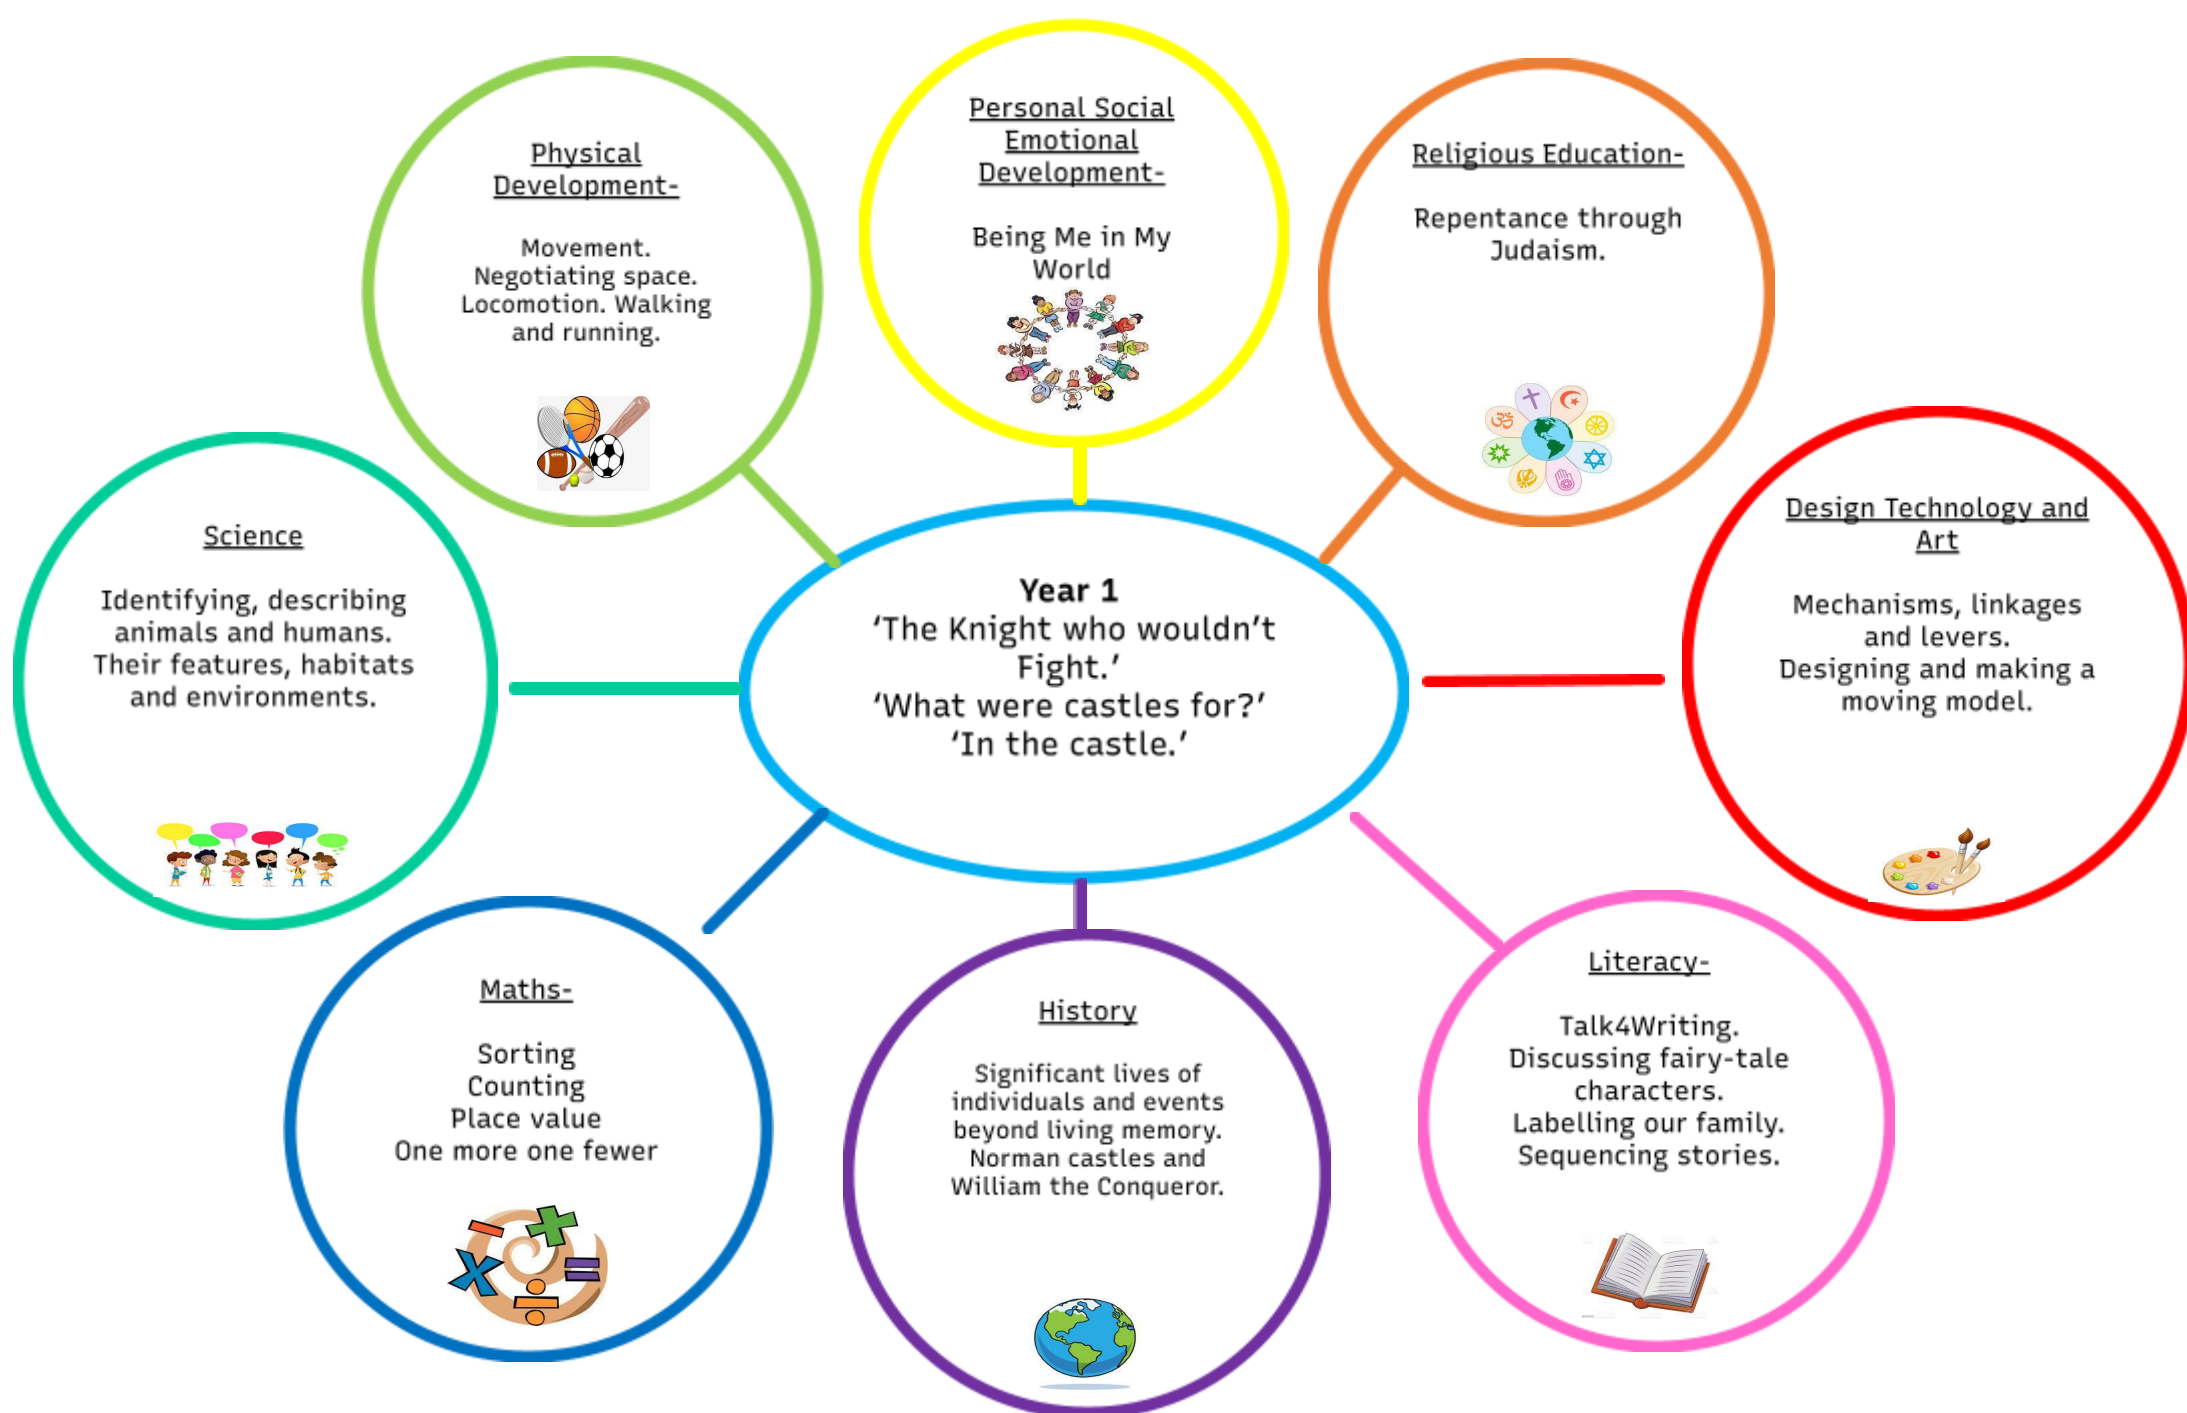 Personal Social
Emotional
Development-
Being Me in My
World
Physical
Development-
Movement.
Negotiating space.
Locomotion. Walking
and running.
Religious Education-
Repentance through
Judaism.
Science
Identifying, describing
animals and humans.
Their features, habitats
and environments.
Year 1
‘The Knight who wouldn’t
Fight.’
‘What were castles for?’
‘In the castle.’
Design Technology and
Art
Mechanisms, linkages
and levers.
Designing and making a
moving model.
Maths-
Sorting
Counting
Place value
One more one fewer
History
Significant lives of
individuals and events
beyond living memory.
Norman castles and
William the Conqueror.
Literacy-
Talk4Writing.
Discussing fairy-tale
characters.
Labelling our family.
Sequencing stories.